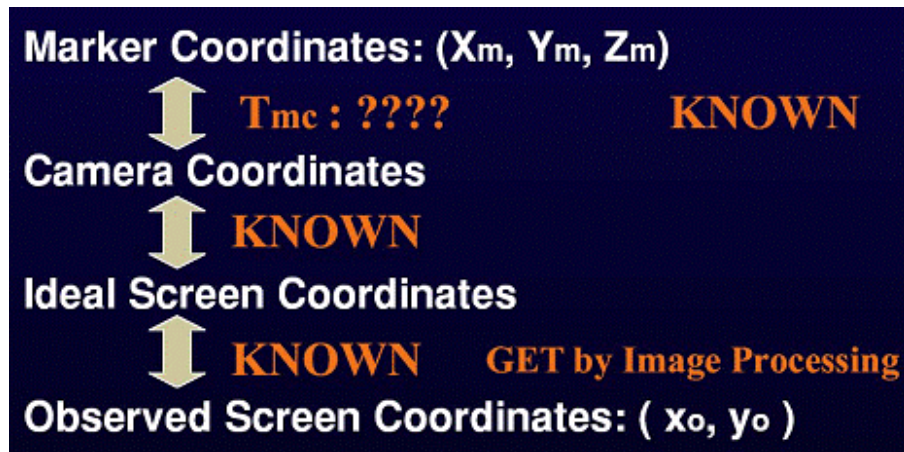 Marker Coordinates: (Xm, Ym, Zm)
Tmc : ???? KNOWN
Camera Coordinates
KNOWN
Ideal Screen Coordinates
KNOWN GET by Image Processing
Observed Screen Coordinates: ( xo, yo )